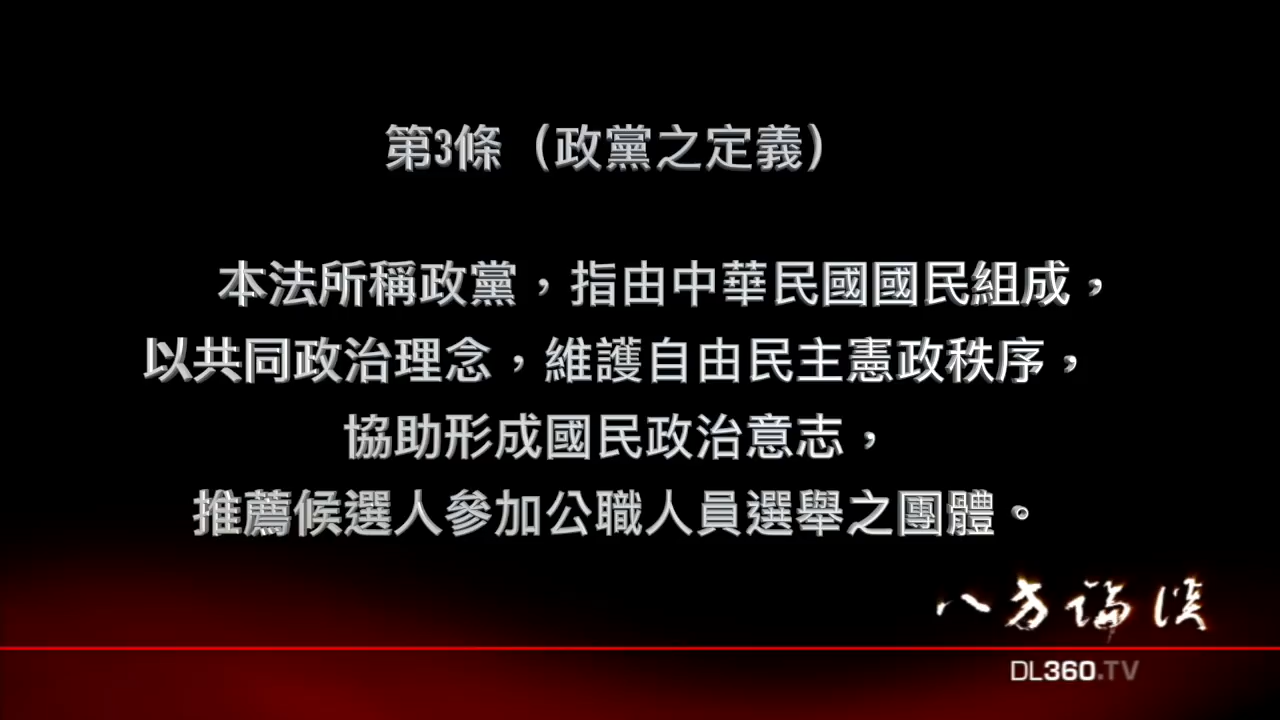 第3條（政黨之定義）
本法所稱政黨，指由中華民國國民組成，
以共同政治理念，維護自由民主憲政秩序，
協助形成國民政治意志，
推薦候選人參加公職人員選舉之團體。
八方論談
DL360.TV